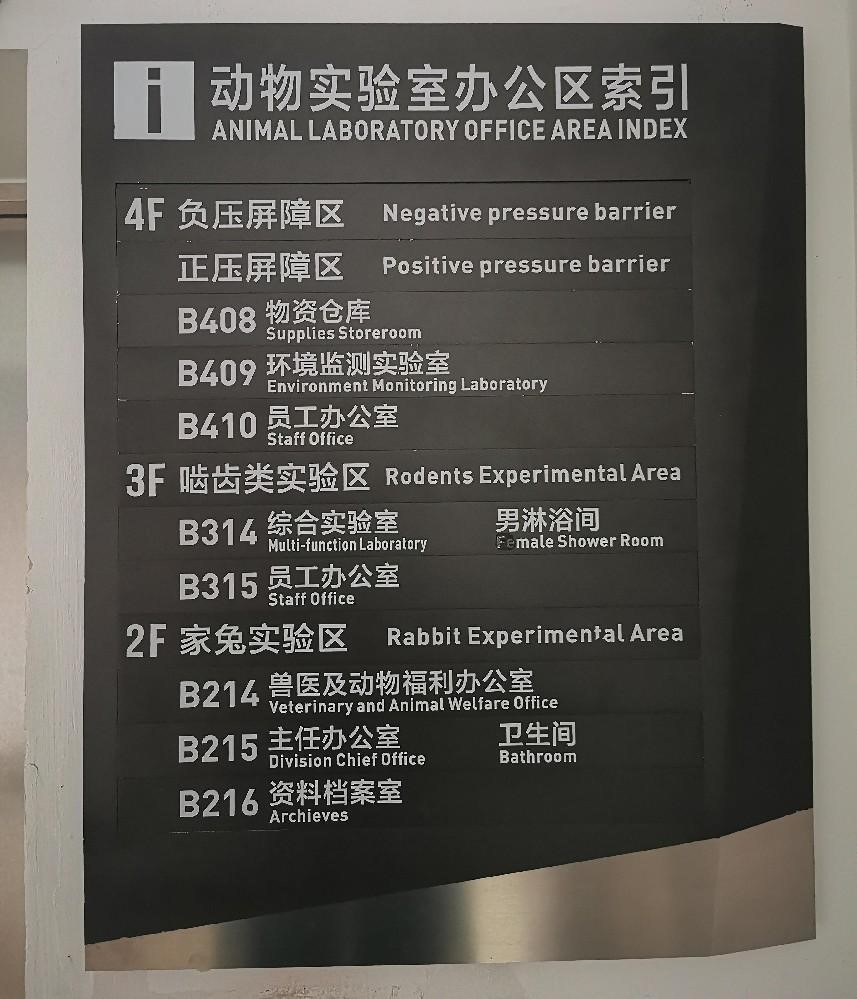 i 动物实验室办公区索引
ANIMAL LABORATORY OFFICE AREA INDEX
4F 负压屏障区 Negative pressure barrier
正压屏障区 Positive pressure barrier
B408 物资仓库
Supplies Storeroom
B409 环境监测实验室
Environment Monitoring Laboratory
B410 员工办公室
Staff Office
3F 啮齿类实验区 Rodents Experimental Area
B314 综合实验室 男淋浴间
Multi-function Laboratory Female Shower Room
B315 员工办公室
Staff Office
2F 家兔实验区 Rabbit Experimental Area
B214 兽医及动物福利办公室
Veterinary and Animal Welfare Office
B215 主任办公室 卫生间
Division Chief Office Bathroom
B216 资料档案室
Archieves